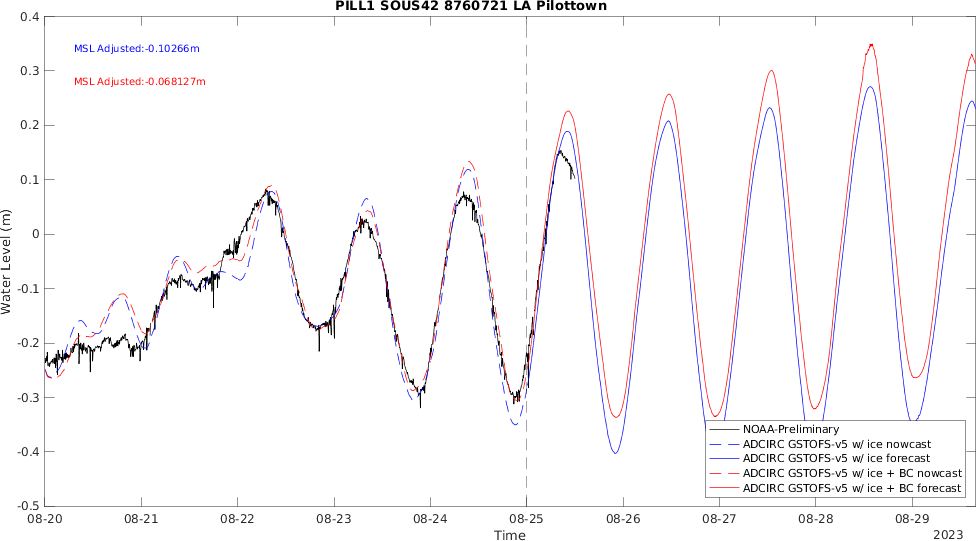 PILL1 SOUS42 8760721 LA Pilottown
MSL Adjusted:-0.10266m
MSL Adjusted:-0.068127m
Water Level (m)
0.4
0.3
0.2
0.1
0
-0.1
-0.2
-0.3
-0.4
-0.5
NOAA-Preliminary
ADCIRC GSTOFS-v5 w/ ice nowcast
ADCIRC GSTOFS-v5 w/ ice forecast
ADCIRC GSTOFS-v5 w/ ice + BC nowcast
ADCIRC GSTOFS-v5 w/ ice + BC forecast
08-20 08-21 08-22 08-23 08-24 08-25 08-26 08-27 08-28 08-29
Time
2023